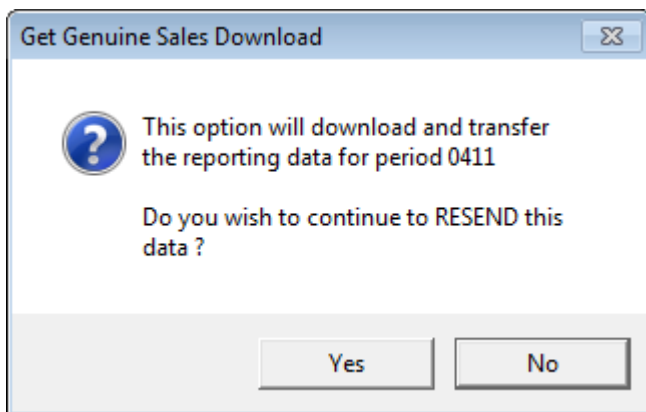 Get Genuine Sales Download
This option will download and transfer
the reporting data for period 0411
Do you wish to continue to RESEND this
data ?
Yes
No